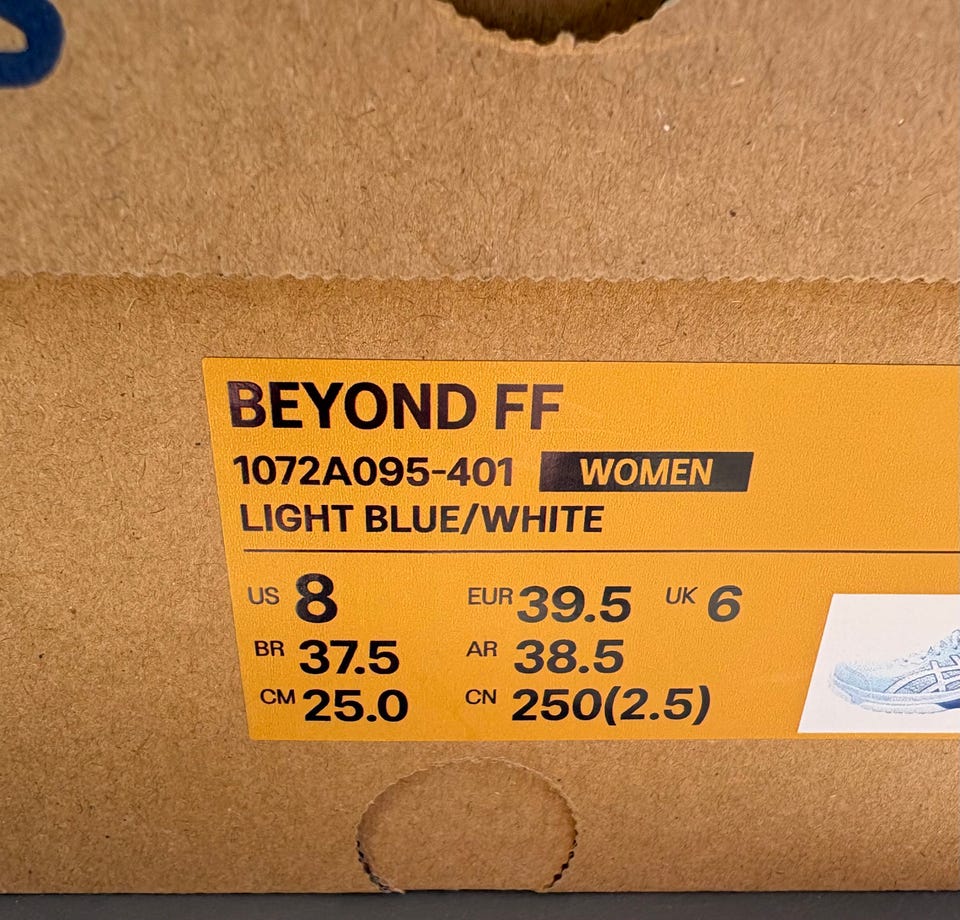 BEYOND FF
1072A095-401 WOMEN
LIGHT BLUE/WHITE
US 8 EUR 39.5 UK 6
BR 37.5 AR 38.5
CM 25.0 CN 250(2.5)